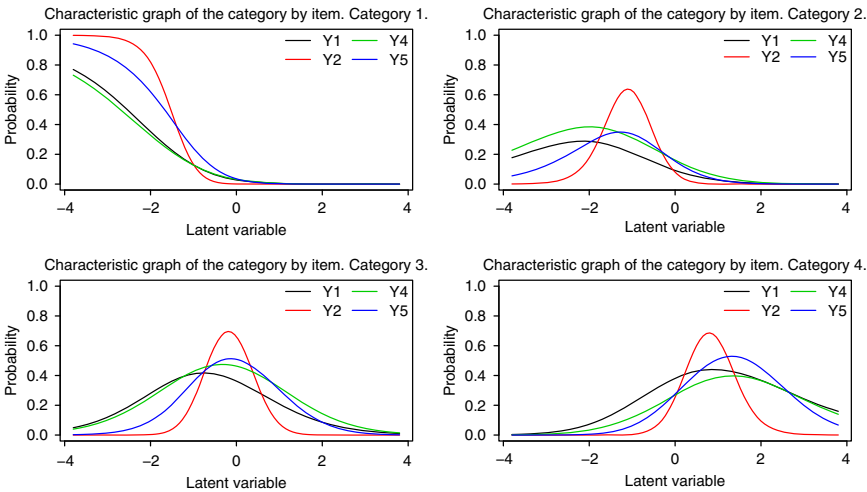 Characteristic graph of the category by item. Category 1.
Probability
1.0
0.8
0.6
0.4
0.2
0.0
Y1 Y4
Y2 Y5
−4 −2 0 2 4
Latent variable
Characteristic graph of the category by item. Category 2.
Probability
1.0
0.8
0.6
0.4
0.2
0.0
Y1 Y4
Y2 Y5
−4 −2 0 2 4
Latent variable
Characteristic graph of the category by item. Category 3.
Probability
1.0
0.8
0.6
0.4
0.2
0.0
Y1 Y4
Y2 Y5
−4 −2 0 2 4
Latent variable
Characteristic graph of the category by item. Category 4.
Probability
1.0
0.8
0.6
0.4
0.2
0.0
Y1 Y4
Y2 Y5
−4 −2 0 2 4
Latent variable